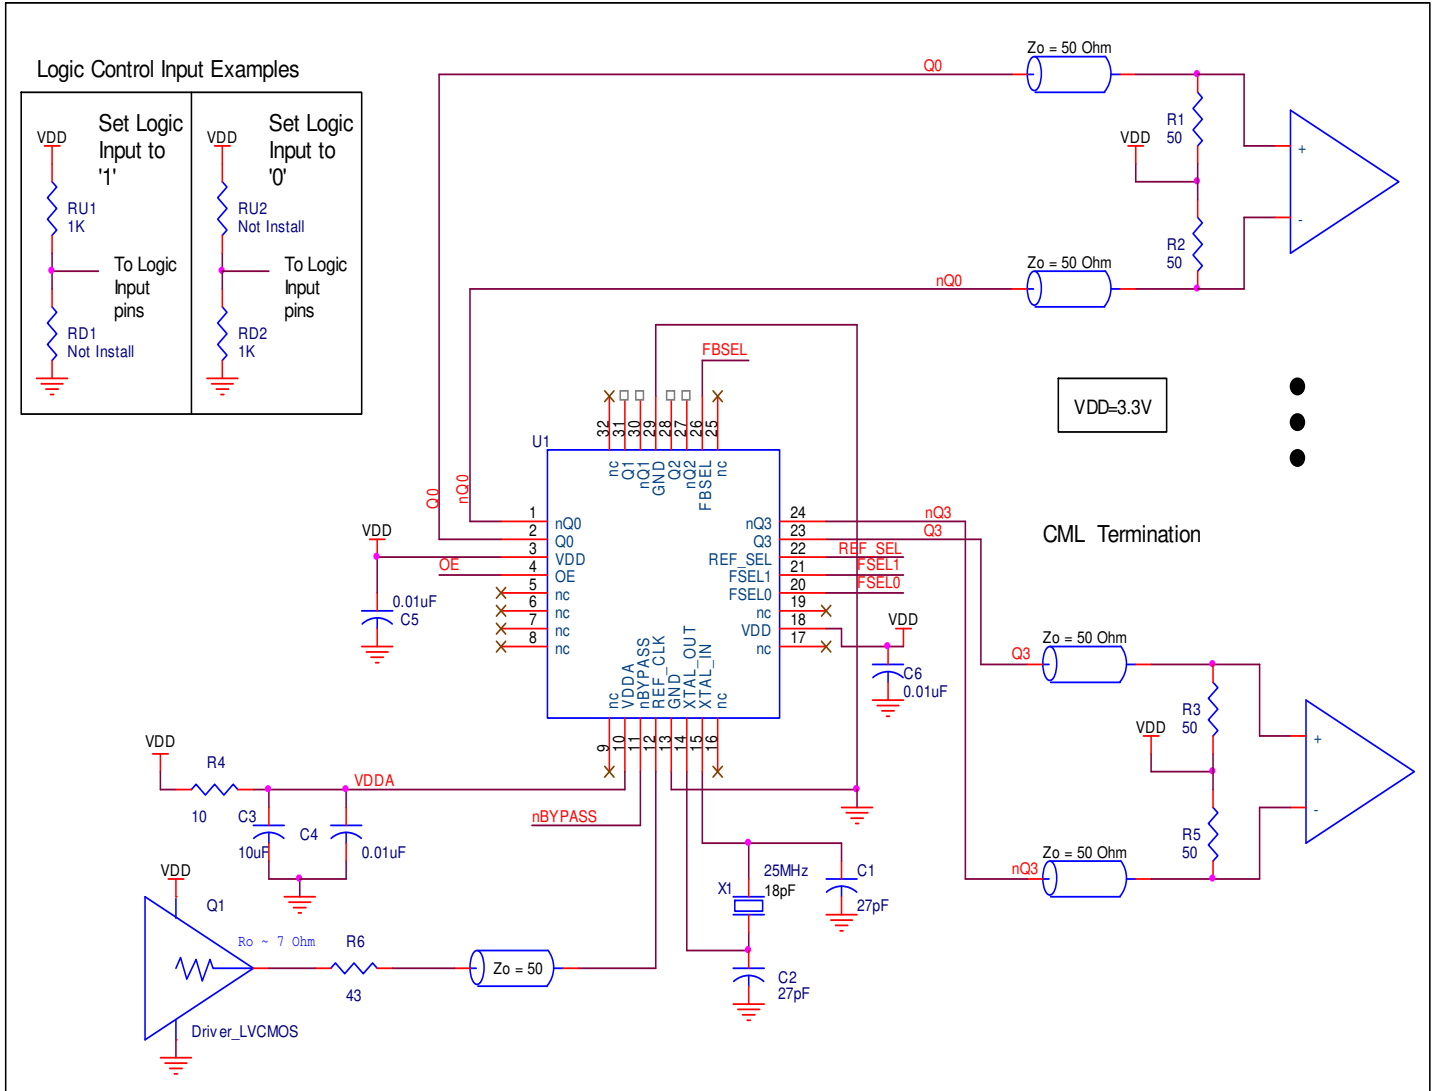 Logic Control Input Examples
VDD
Set Logic
Input to
'1'
RU1
1K
To Logic
Input
pins
RD1
Not Install
VDD
Set Logic
Input to
'0'
RU2
Not Install
To Logic
Input
pins
RD2
1K
Q0
Zo = 50 Ohm
R1
50
VDD
+
-
R2
50
nQ0
Zo = 50 Ohm
VDD=3.3V
FBSEL
32
31
30
29
28
27
26
25
U1
nc
Q1
nQ1
GND
Q2
nQ2
FBSEL
nc
Q0
nQ0
1
nQ0
2
Q0
3
VDD
4
OE
5
nc
6
nc
7
nc
8
nc
VDD
OE
0.01uF
C5
24
nQ3
23
Q3
22
REF_SEL
21
FSEL1
20
FSEL0
19
nc
18
VDD
17
nc
nQ3
Q3
REF_SEL
FSEL1
FSEL0
VDD
C6
0.01uF
CML Termination
nc
VDDA
nBYPASS
REF_CLK
GND
XTAL_OUT
XTAL_IN
nc
9
10
11
12
13
14
15
16
Q3
Zo = 50 Ohm
R3
50
VDD
+
-
R5
50
nQ3
Zo = 50 Ohm
VDD
R4
10
VDDA
C3
10uF
C4
0.01uF
nBYPASS
25MHz
X1
18pF
C1
27pF
C2
27pF
VDD
Q1
Ro ~ 7 Ohm
R6
43
Zo = 50
Driver_LVCMOS